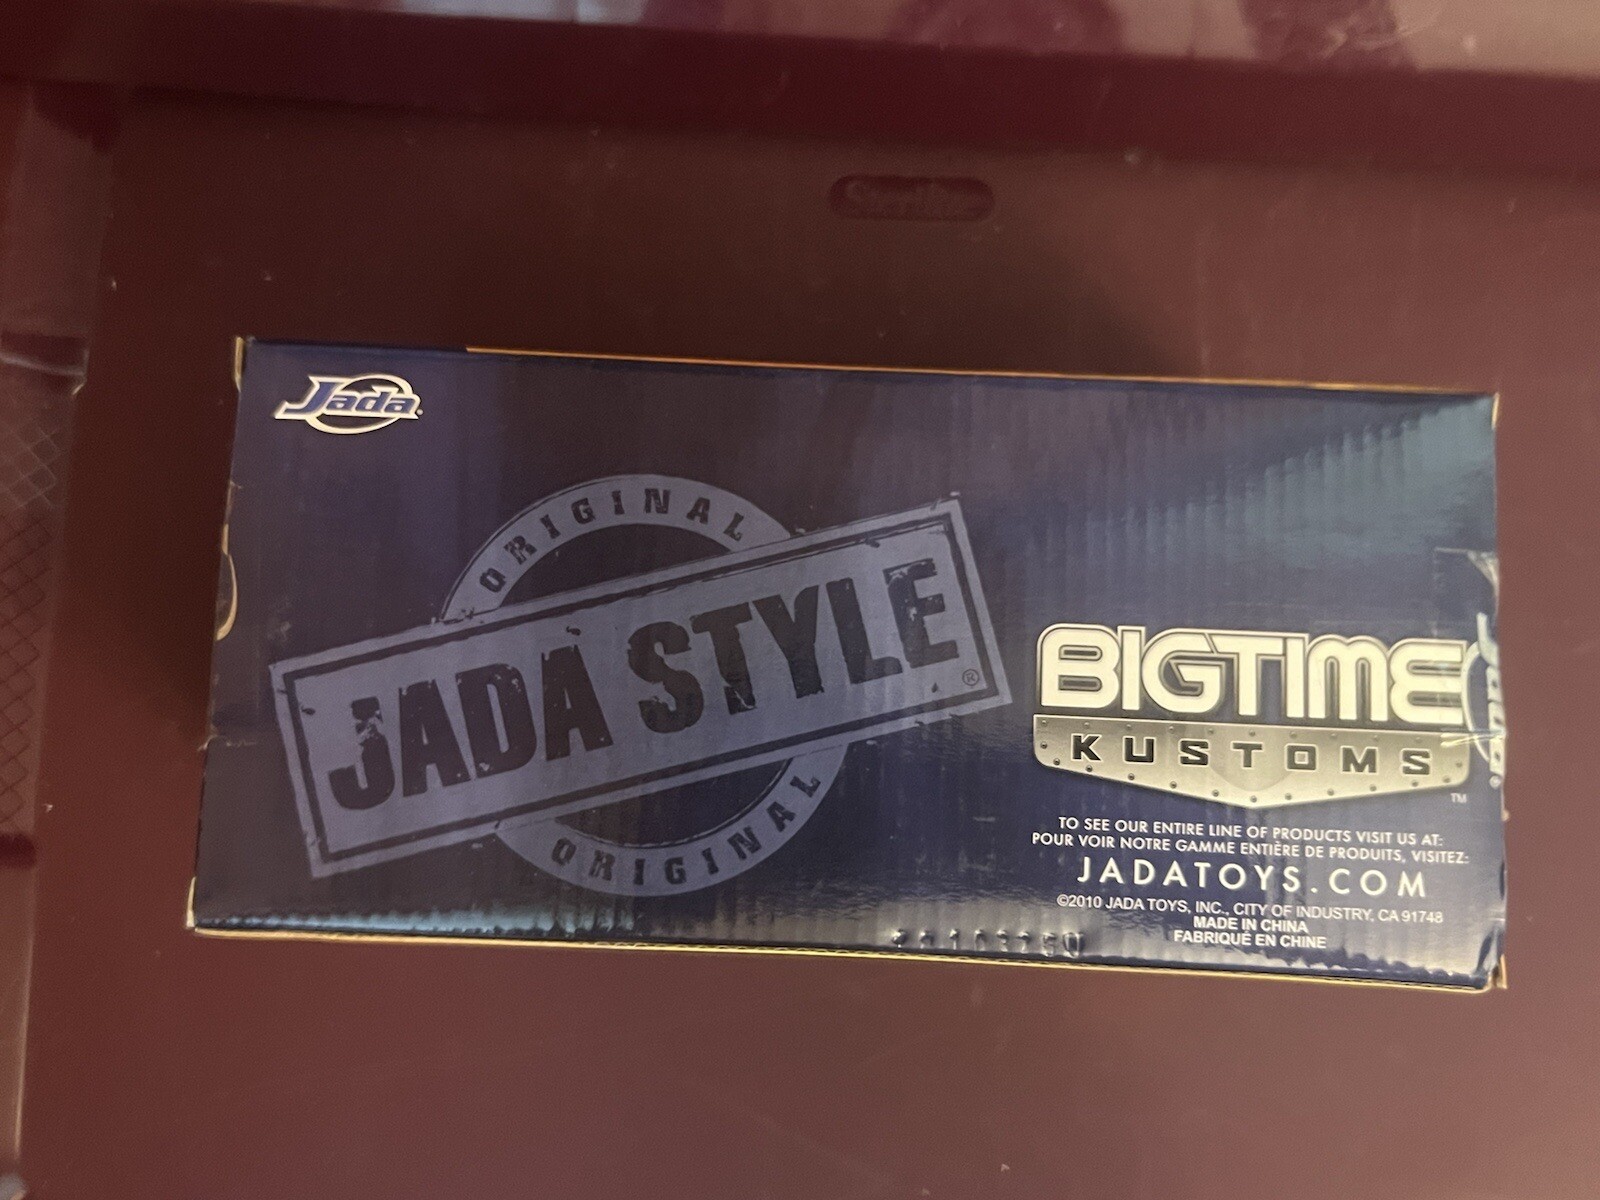 Jada
ORIGINAL
JADA STYLE®
ORIGINAL
BIGTIME
KUSTOMS™
TO SEE OUR ENTIRE LINE OF PRODUCTS VISIT US AT:
POUR VOIR NOTRE GAMME ENTIÈRE DE PRODUITS, VISITEZ:
JADATOYS.COM
©2010 JADA TOYS, INC., CITY OF INDUSTRY, CA 91748
MADE IN CHINA
FABRIQUÉ EN CHINE